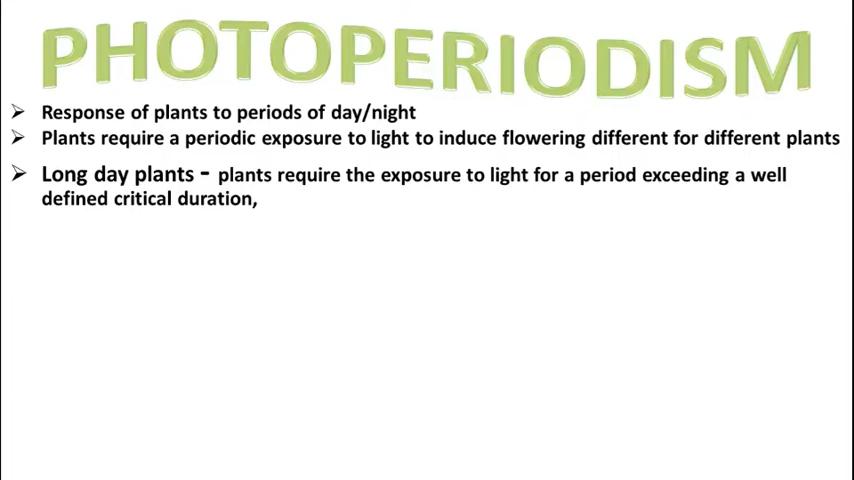 PHOTOPERIODISM
➢ Response of plants to periods of day/night
➢ Plants require a periodic exposure to light to induce flowering different for different plants
➢ Long day plants - plants require the exposure to light for a period exceeding a well
defined critical duration,